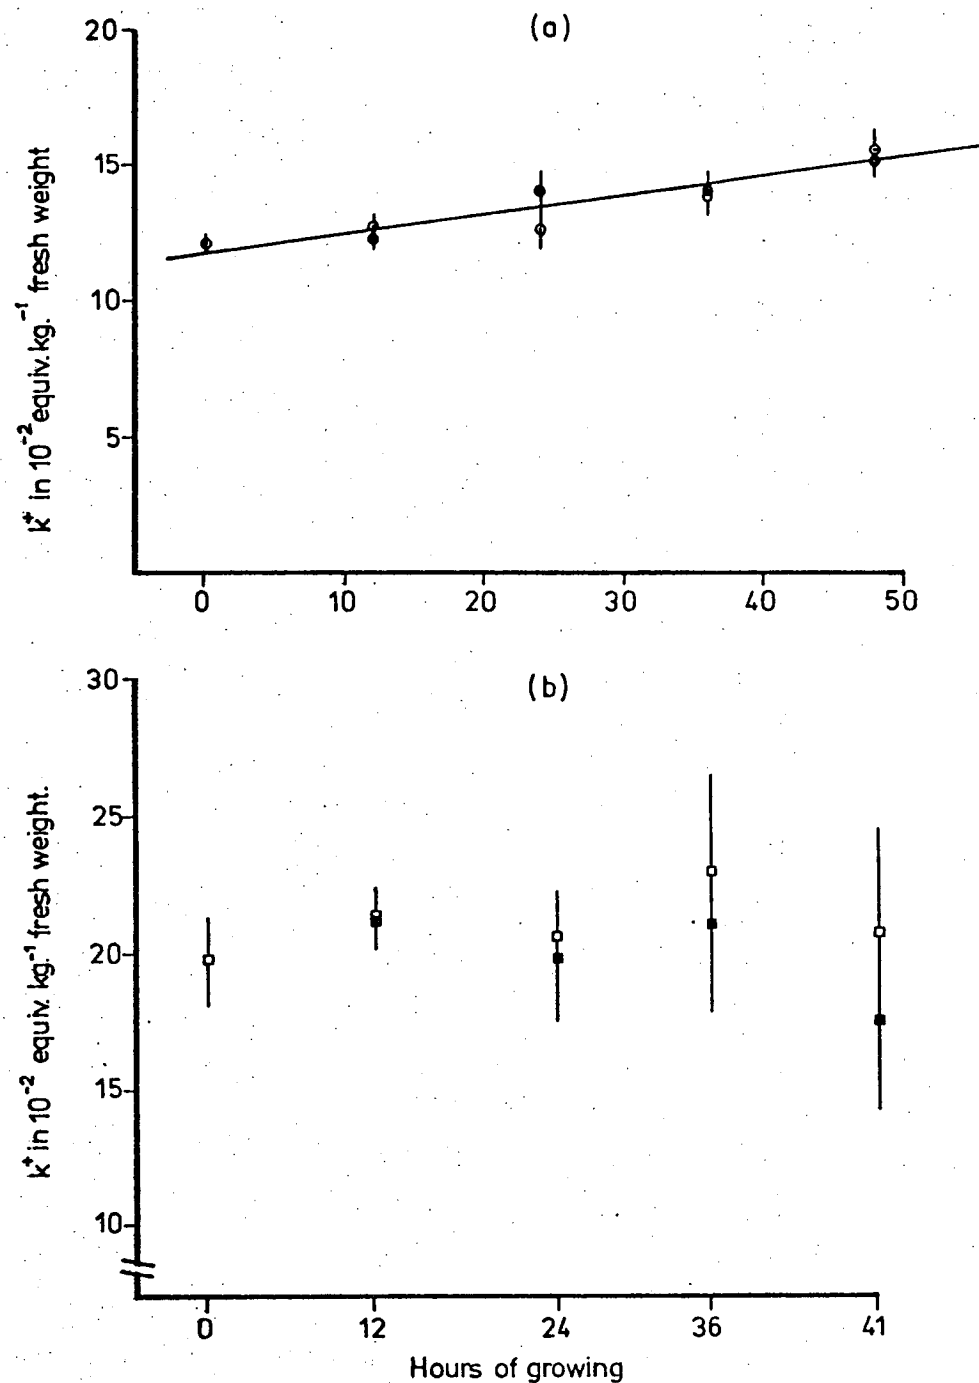 (a)
20
15
10
5
k⁺ in 10⁻² equiv.kg.⁻¹ fresh weight
0 10 20 30 40 50
(b)
30
25
20
15
10
k⁺ in 10⁻² equiv. kg⁻¹ fresh weight.
0 12 24 36 41
Hours of growing